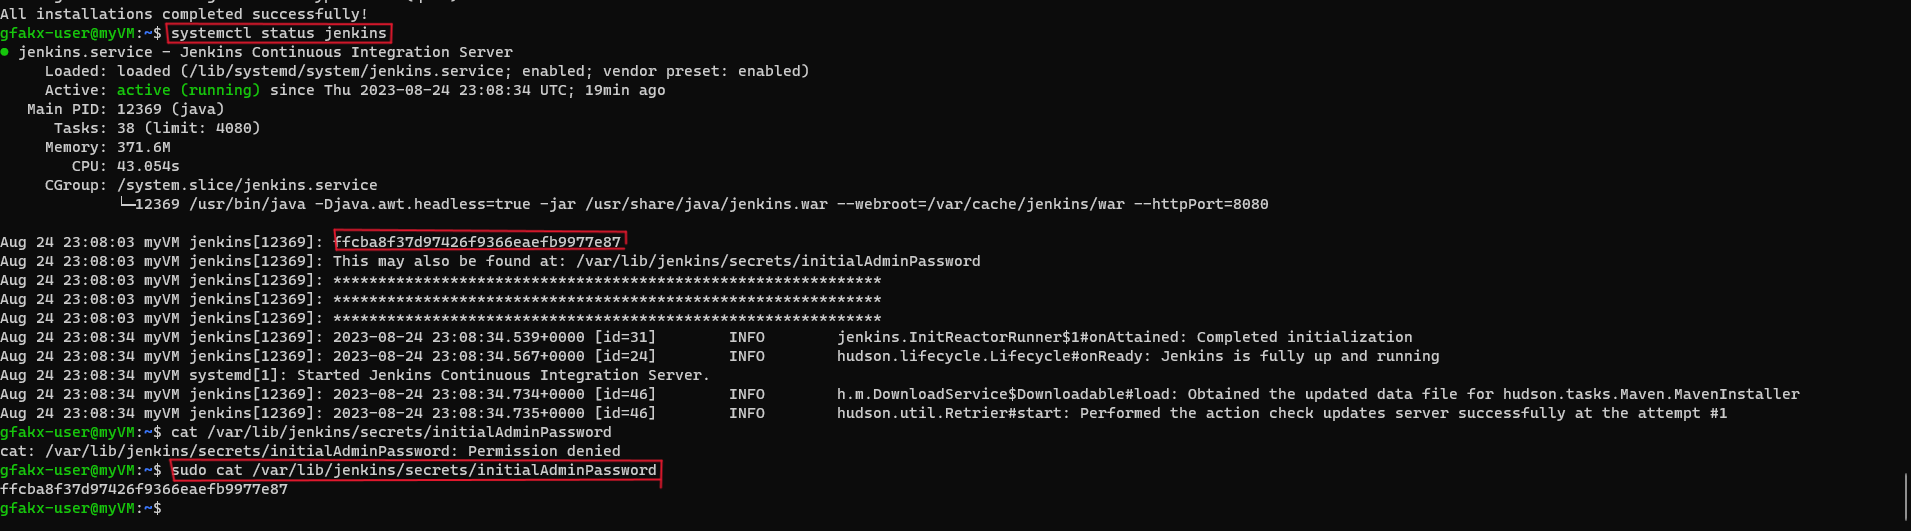 All installations completed successfully!
gfakx-user@myVM:~$ systemctl status jenkins
● jenkins.service - Jenkins Continuous Integration Server
Loaded: loaded (/lib/systemd/system/jenkins.service; enabled; vendor preset: enabled)
Active: active (running) since Thu 2023-08-24 23:08:34 UTC; 19min ago
Main PID: 12369 (java)
Tasks: 38 (limit: 4080)
Memory: 371.6M
CPU: 43.054s
CGroup: /system.slice/jenkins.service
└─12369 /usr/bin/java -Djava.awt.headless=true -jar /usr/share/java/jenkins.war --webroot=/var/cache/jenkins/war --httpPort=8080
Aug 24 23:08:03 myVM jenkins[12369]: ffcba8f37d97426f9366eaefb9977e87
Aug 24 23:08:03 myVM jenkins[12369]: This may also be found at: /var/lib/jenkins/secrets/initialAdminPassword
Aug 24 23:08:03 myVM jenkins[12369]: *************************************************************
Aug 24 23:08:03 myVM jenkins[12369]: *************************************************************
Aug 24 23:08:03 myVM jenkins[12369]: *************************************************************
Aug 24 23:08:34 myVM jenkins[12369]: 2023-08-24 23:08:34.539+0000 [id=31] INFO jenkins.InitReactorRunner$1#onAttained: Completed initialization
Aug 24 23:08:34 myVM jenkins[12369]: 2023-08-24 23:08:34.567+0000 [id=24] INFO hudson.lifecycle.Lifecycle#onReady: Jenkins is fully up and running
Aug 24 23:08:34 myVM systemd[1]: Started Jenkins Continuous Integration Server.
Aug 24 23:08:34 myVM jenkins[12369]: 2023-08-24 23:08:34.734+0000 [id=46] INFO h.m.DownloadService$Downloadable#load: Obtained the updated data file for hudson.tasks.Maven.MavenInstaller
Aug 24 23:08:34 myVM jenkins[12369]: 2023-08-24 23:08:34.735+0000 [id=46] INFO hudson.util.Retrier#start: Performed the action check updates server successfully at the attempt #1
gfakx-user@myVM:~$ cat /var/lib/jenkins/secrets/initialAdminPassword
cat: /var/lib/jenkins/secrets/initialAdminPassword: Permission denied
gfakx-user@myVM:~$ sudo cat /var/lib/jenkins/secrets/initialAdminPassword
ffcba8f37d97426f9366eaefb9977e87
gfakx-user@myVM:~$